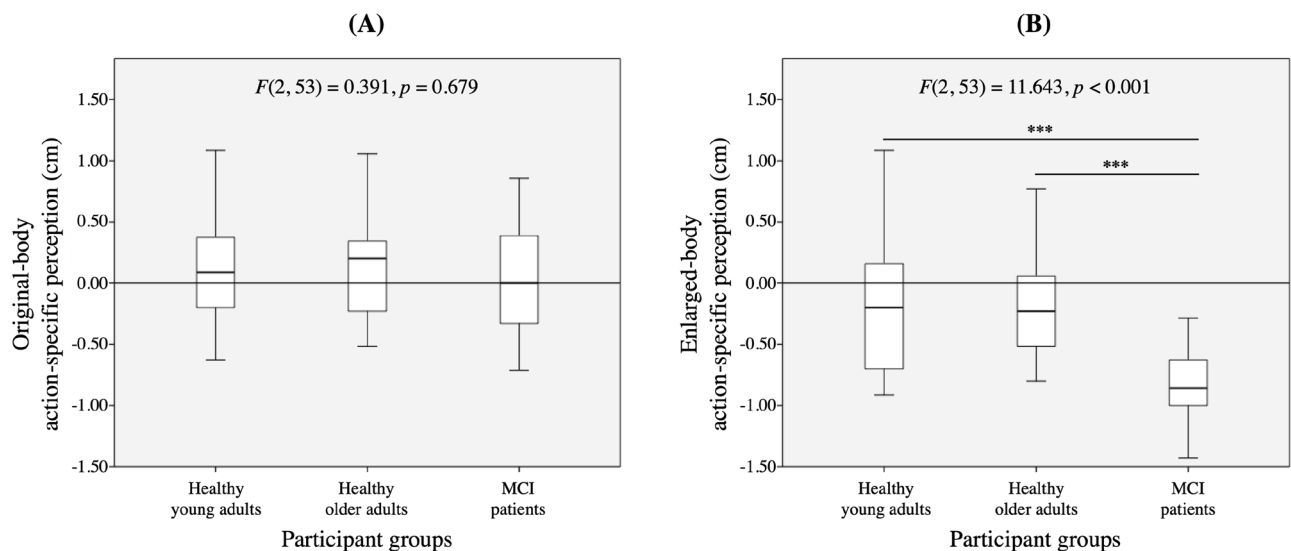 (A)
F(2, 53) = 0.391, p = 0.679
1.50
1.00
0.50
0.00
-0.50
-1.00
-1.50
Original-body
action-specific perception (cm)
Healthy
young adults
Healthy
older adults
MCI
patients
Participant groups
(B)
F(2, 53) = 11.643, p < 0.001
***
***
1.50
1.00
0.50
0.00
-0.50
-1.00
-1.50
Enlarged-body
action-specific perception (cm)
Healthy
young adults
Healthy
older adults
MCI
patients
Participant groups